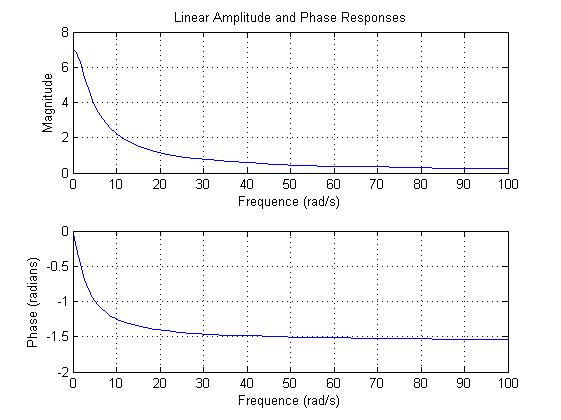 Linear Amplitude and Phase Responses
8
6
4
2
0
Magnitude
0 10 20 30 40 50 60 70 80 90 100
Frequence (rad/s)
0
-0.5
-1
-1.5
-2
Phase (radians)
0 10 20 30 40 50 60 70 80 90 100
Frequence (rad/s)